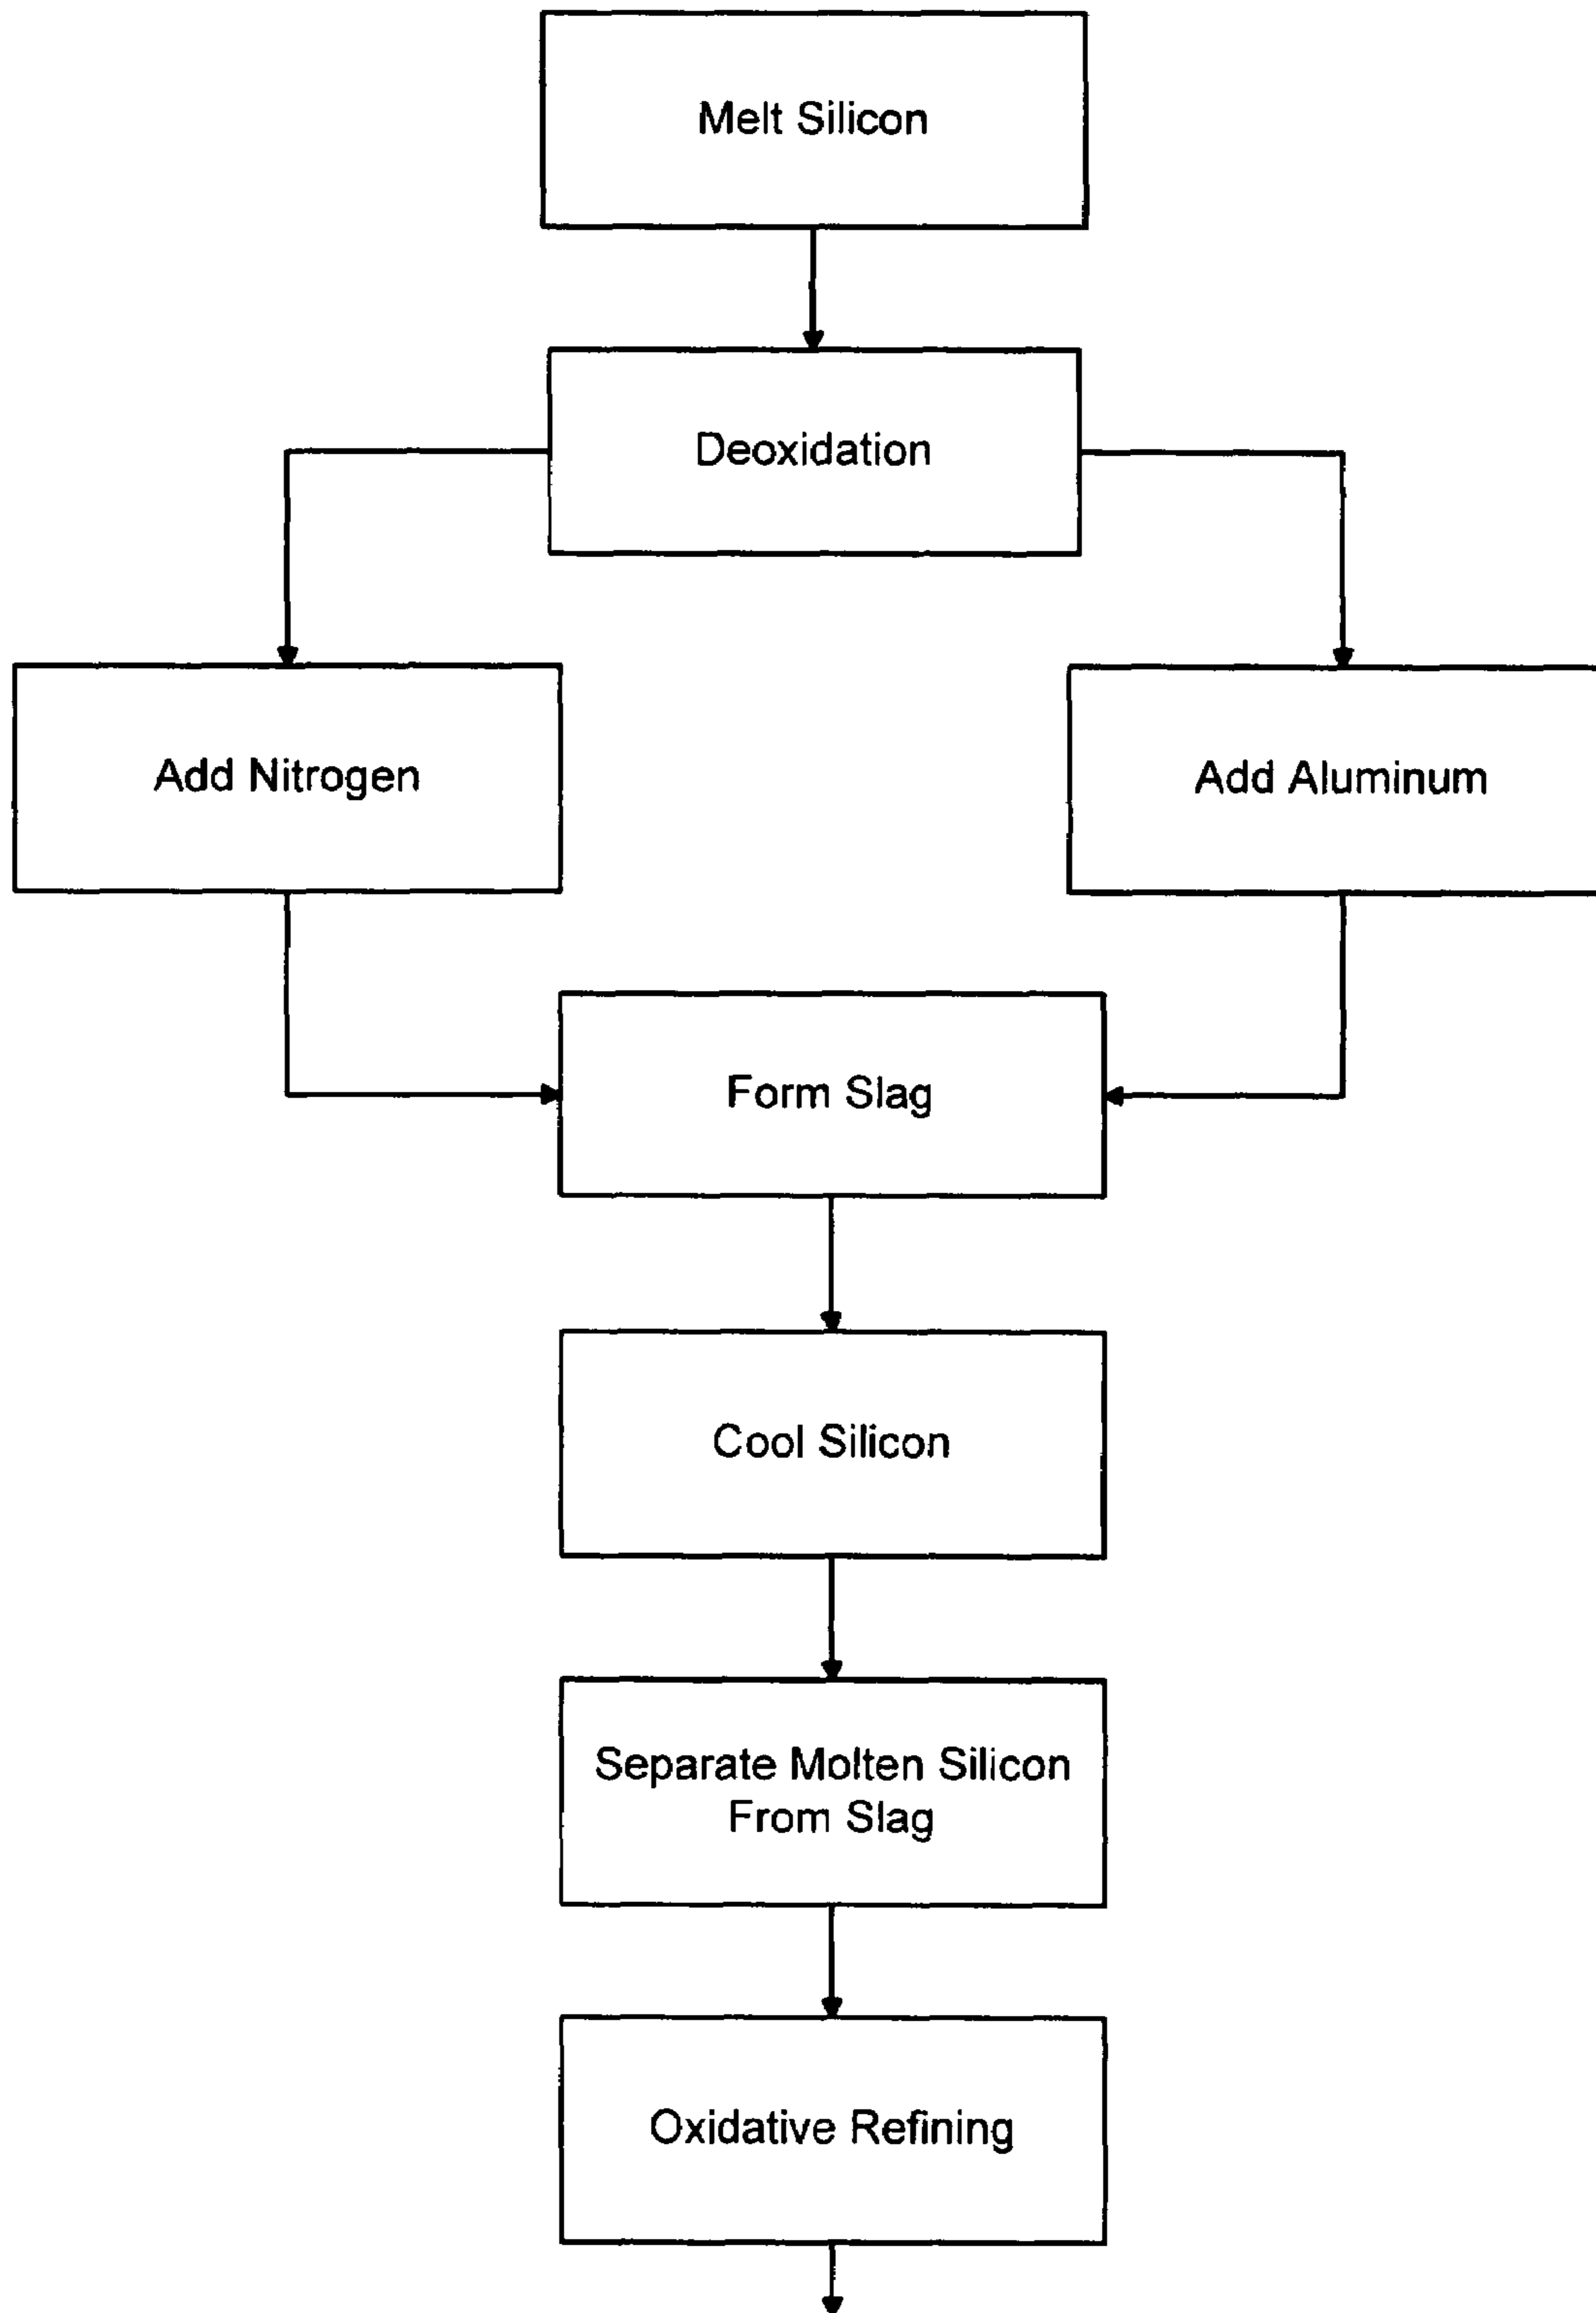 Melt Silicon
Deoxidation
Add Nitrogen
Add Aluminum
Form Slag
Cool Silicon
Separate Molten Silicon
From Slag
Oxidative Refining